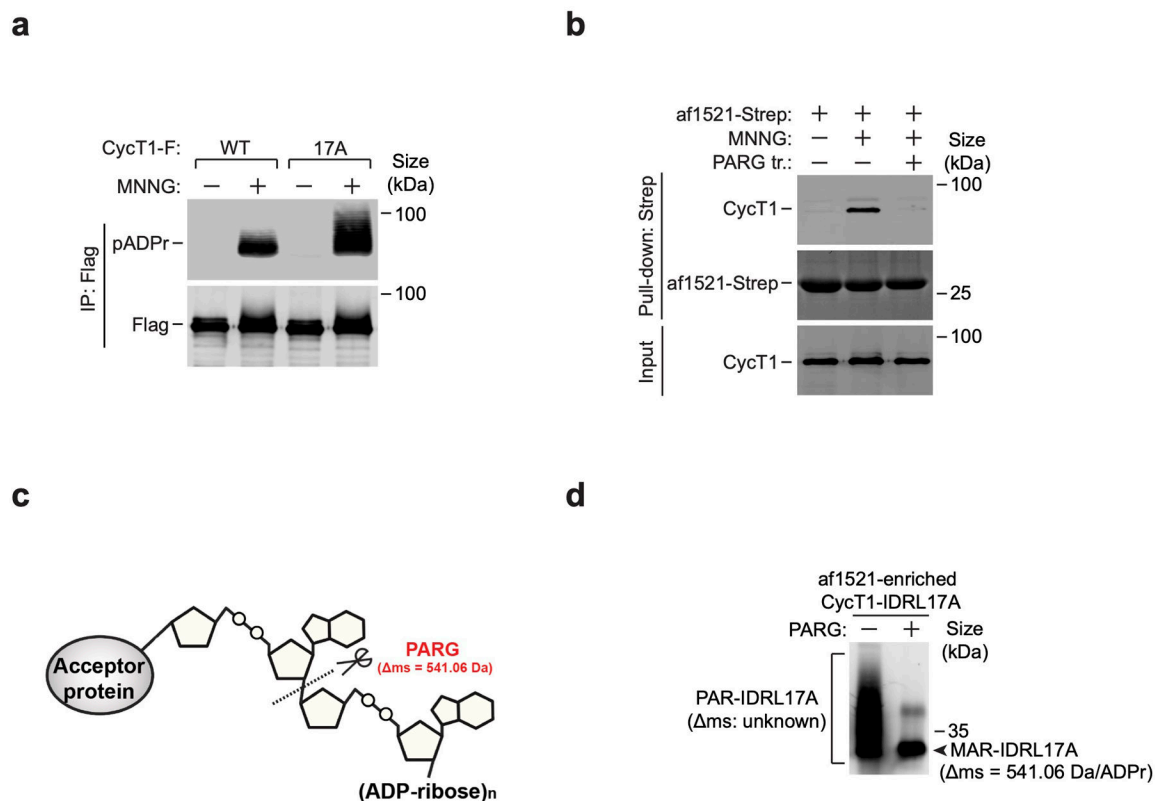 a
CycT1-F: WT 17A Size
MNNG: − + − + (kDa)
−100
IP: Flag
pADPr−
−100
Flag−
b
af1521-Strep: + + +
MNNG: − + + Size
PARG tr.: − − + (kDa)
−100
Pull-down: Strep
CycT1−
af1521-Strep−
−25
−100
Input
CycT1−
c
Acceptor
protein
PARG
(Δms = 541.06 Da)
(ADP-ribose)n
d
af1521-enriched
CycT1-IDRL17A
PARG: − + Size
(kDa)
PAR-IDRL17A
(Δms: unknown)
−35
MAR-IDRL17A
(Δms = 541.06 Da/ADPr)